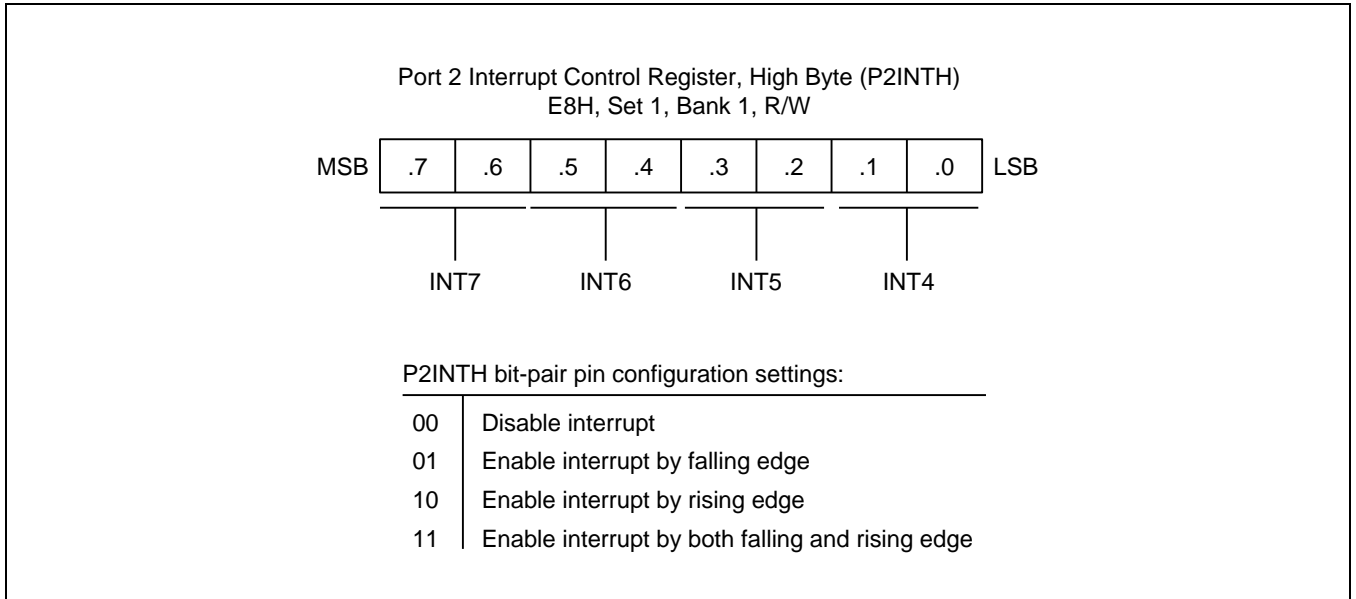 Port 2 Interrupt Control Register, High Byte (P2INTH)
E8H, Set 1, Bank 1, R/W
MSB .7 .6 .5 .4 .3 .2 .1 .0 LSB
INT7 INT6 INT5 INT4
P2INTH bit-pair pin configuration settings:
00 Disable interrupt
01 Enable interrupt by falling edge
10 Enable interrupt by rising edge
11 Enable interrupt by both falling and rising edge